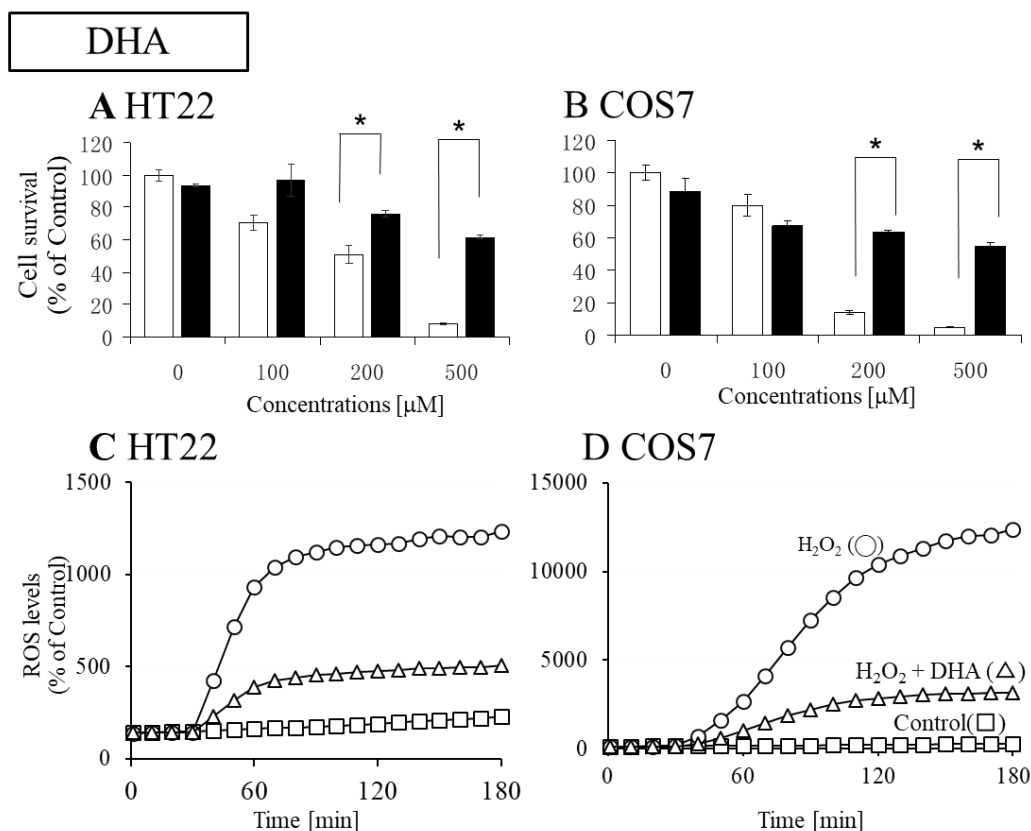 DHA
A HT22
B COS7
*
*
*
*
Cell survival
(% of Control)
120
100
80
60
40
20
0
0
100
200
500
Concentrations [μM]
120
100
80
60
40
20
0
0
100
200
500
Concentrations [μM]
C HT22
D COS7
ROS levels
(% of Control)
1500
1000
500
0
0
60
120
180
Time [min]
15000
10000
5000
0
0
60
120
180
Time [min]
H₂O₂ (○)
H₂O₂ + DHA (△)
Control(□)